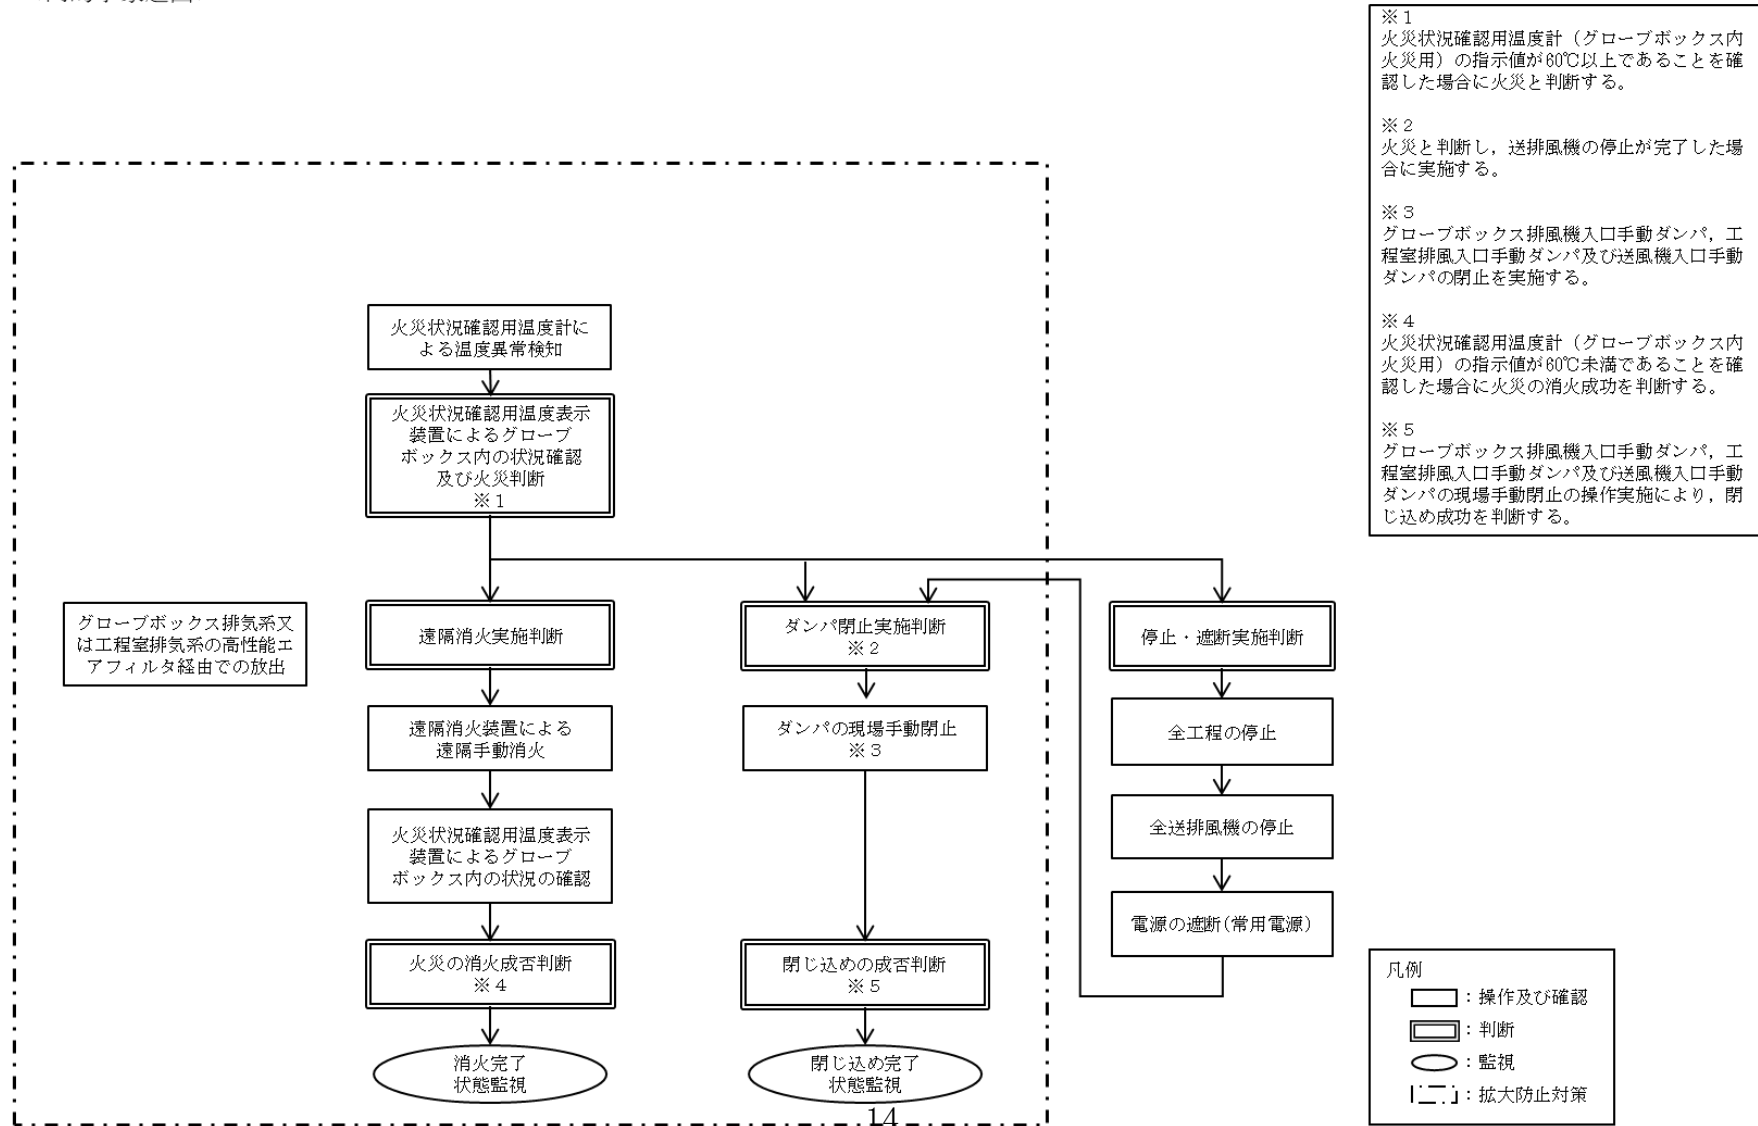 ※１
火災状況確認用温度計（グローブボックス内
火災用）の指示値が60℃以上であることを確
認した場合に火災と判断する。
※２
火災と判断し，送排風機の停止が完了した場
合に実施する。
※３
グローブボックス排風機入口手動ダンパ，工
程室排風入口手動ダンパ及び送風機入口手動
ダンパの閉止を実施する。
※４
火災状況確認用温度計（グローブボックス内
火災用）の指示値が60℃未満であることを確
認した場合に火災の消火成功を判断する。
※５
グローブボックス排風機入口手動ダンパ，工
程室排風入口手動ダンパ及び送風機入口手動
ダンパの現場手動閉止の操作実施により，閉
じ込め成功を判断する。
火災状況確認用温度計に
よる温度異常検知
火災状況確認用温度表示
装置によるグローブ
ボックス内の状況確認
及び火災判断
※１
グローブボックス排気系又
は工程室排気系の高性能エ
アフィルタ経由での放出
遠隔消火実施判断
遠隔消火装置による
遠隔手動消火
火災状況確認用温度表示
装置によるグローブ
ボックス内の状況の確認
火災の消火成否判断
※４
消火完了
状態監視
ダンパ閉止実施判断
※２
ダンパの現場手動閉止
※３
閉じ込めの成否判断
※５
閉じ込め完了
状態監視
停止・遮断実施判断
全工程の停止
全送排風機の停止
電源の遮断(常用電源)
凡例
：操作及び確認
：判断
：監視
：拡大防止対策
14